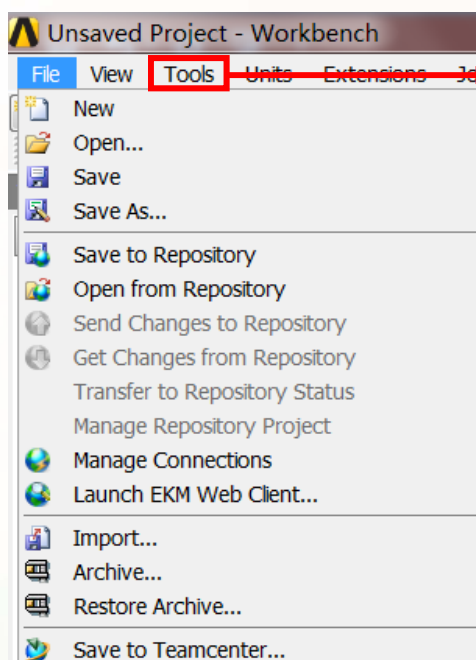 Unsaved Project - Workbench
File View Tools Units Extensions
New
Open...
Save
Save As...
Save to Repository
Open from Repository
Send Changes to Repository
Get Changes from Repository
Transfer to Repository Status
Manage Repository Project
Manage Connections
Launch EKM Web Client...
Import...
Archive...
Restore Archive...
Save to Teamcenter...